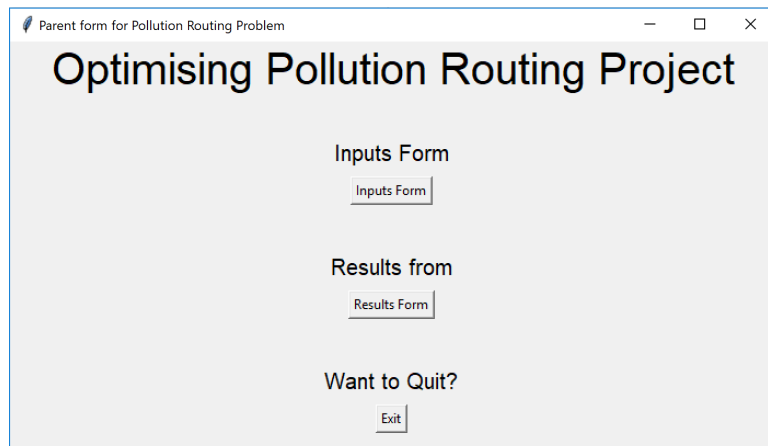 Parent form for Pollution Routing Problem
Optimising Pollution Routing Project
Inputs Form
Inputs Form
Results from
Results Form
Want to Quit?
Exit